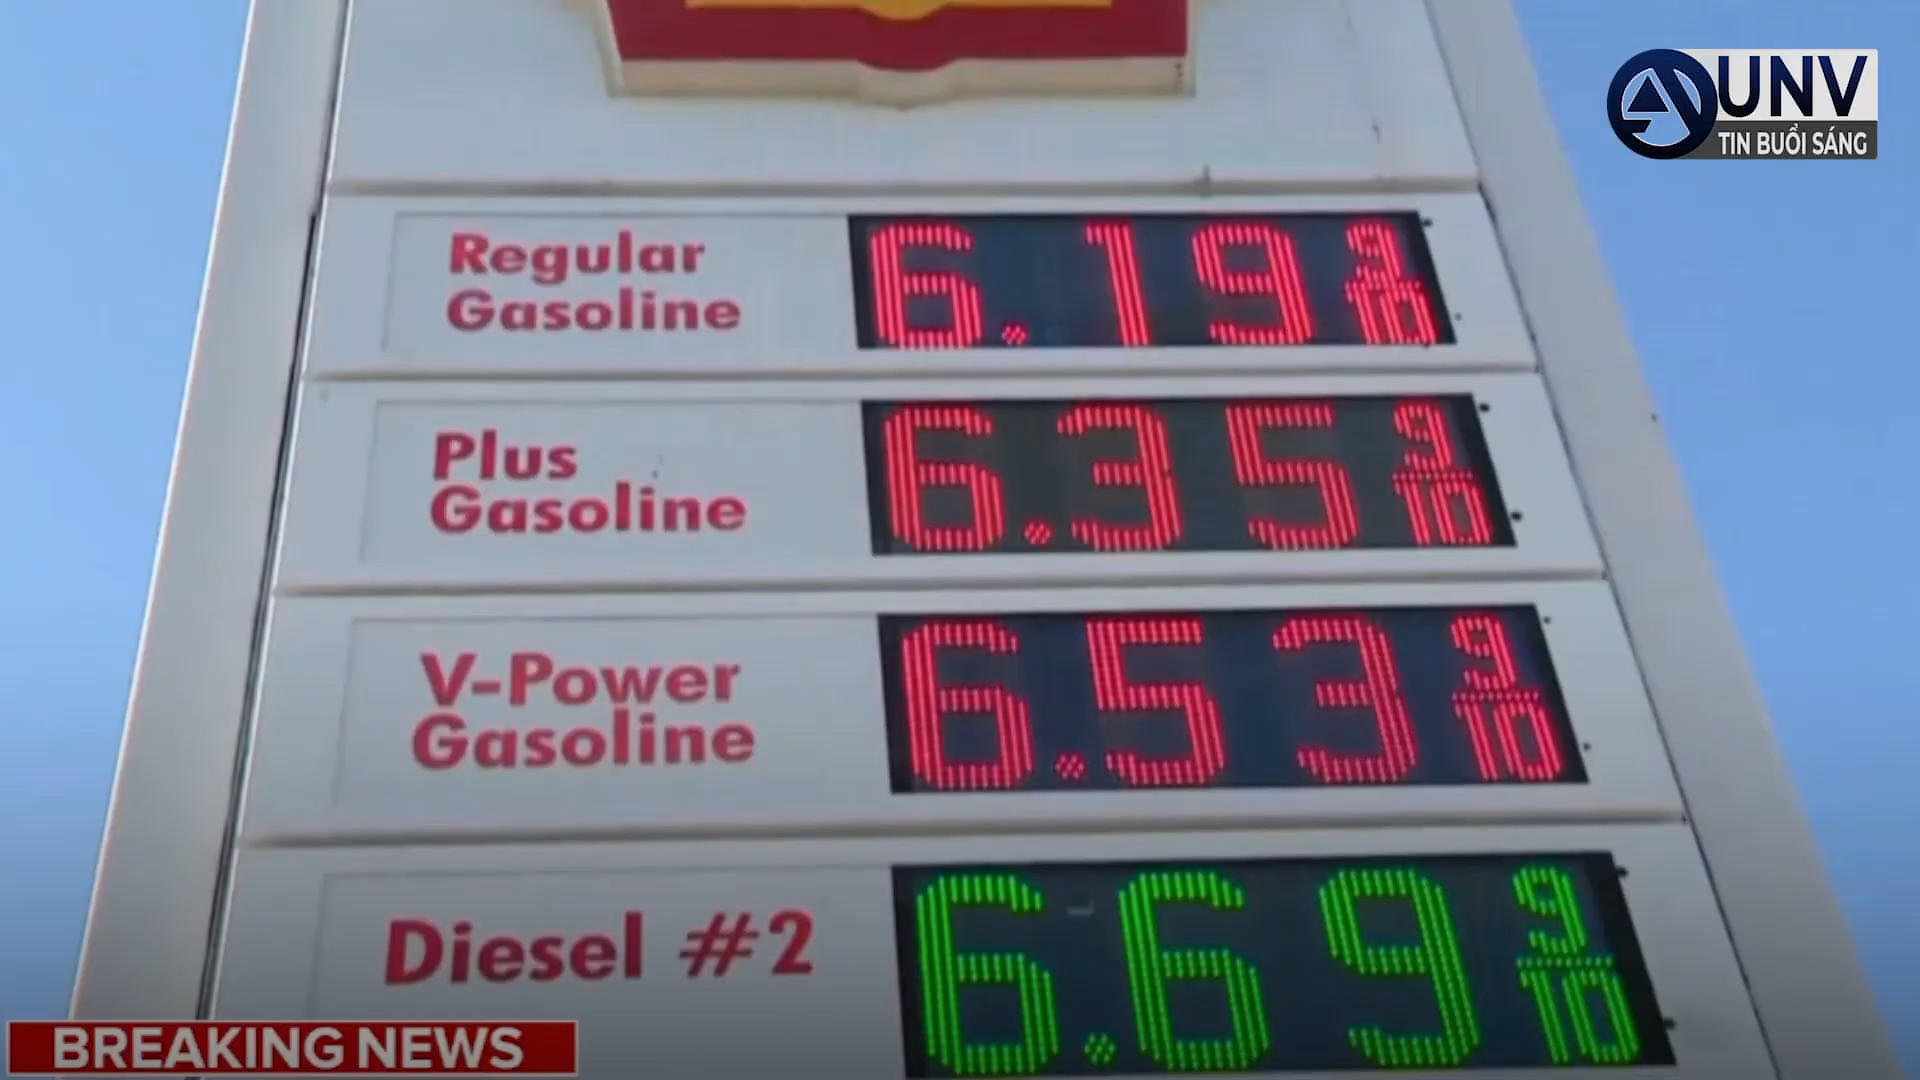 UNV
TIN BUỔI SÁNG
Regular
Gasoline
6.19 9/10
Plus
Gasoline
6.35 9/10
V-Power
Gasoline
6.53 9/10
Diesel #2
6.69 9/10
BREAKING NEWS